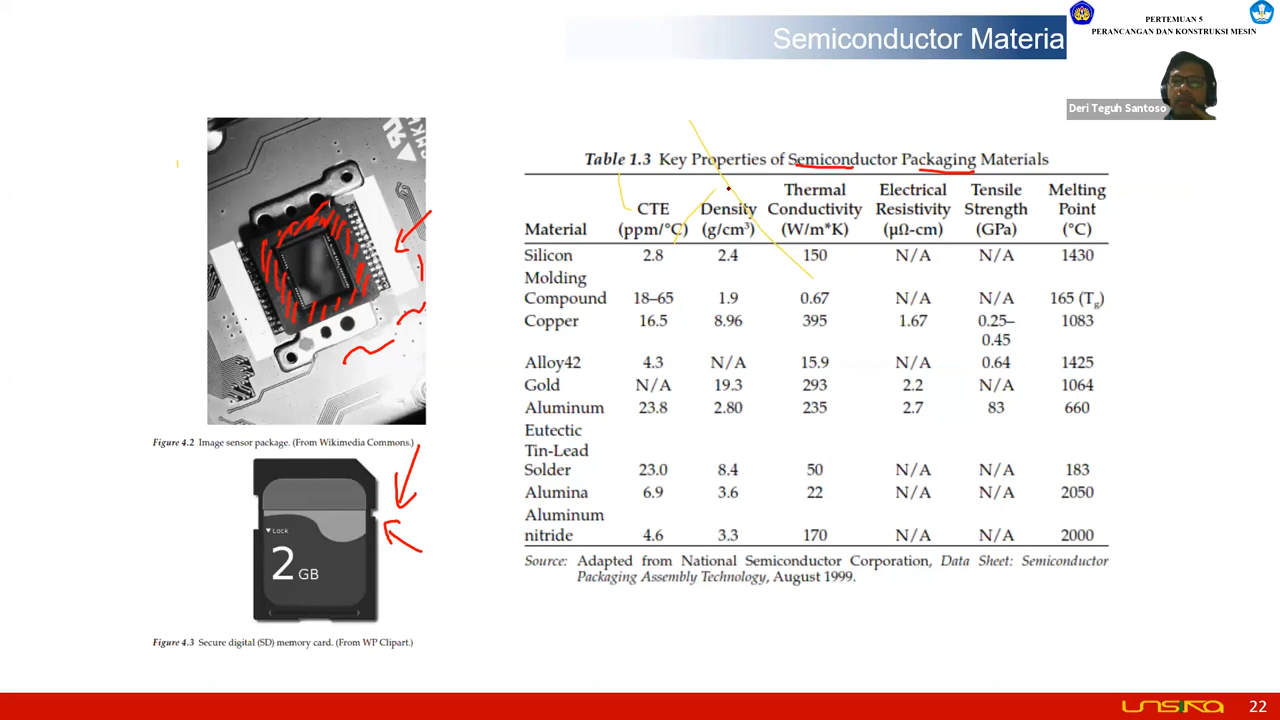 Semiconductor Materia
PERTEMUAN 5
PERANCANGAN DAN KONSTRUKSI MESIN
Deri Teguh Santoso
Figure 4.2 Image sensor package. (From Wikimedia Commons.)
Lock
2 GB
Figure 4.3 Secure digital (SD) memory card. (From WP Clipart.)
Table 1.3 Key Properties of Semiconductor Packaging Materials
Thermal Electrical Tensile Melting
CTE Density Conductivity Resistivity Strength Point
Material (ppm/°C) (g/cm³) (W/m*K) (μΩ-cm) (GPa) (°C)
Silicon 2.8 2.4 150 N/A N/A 1430
Molding
Compound 18–65 1.9 0.67 N/A N/A 165 (Tg)
Copper 16.5 8.96 395 1.67 0.25– 1083
0.45
Alloy42 4.3 N/A 15.9 N/A 0.64 1425
Gold N/A 19.3 293 2.2 N/A 1064
Aluminum 23.8 2.80 235 2.7 83 660
Eutectic
Tin-Lead
Solder 23.0 8.4 50 N/A N/A 183
Alumina 6.9 3.6 22 N/A N/A 2050
Aluminum
nitride 4.6 3.3 170 N/A N/A 2000
Source: Adapted from National Semiconductor Corporation, Data Sheet: Semiconductor
Packaging Assembly Technology, August 1999.
unsika 22